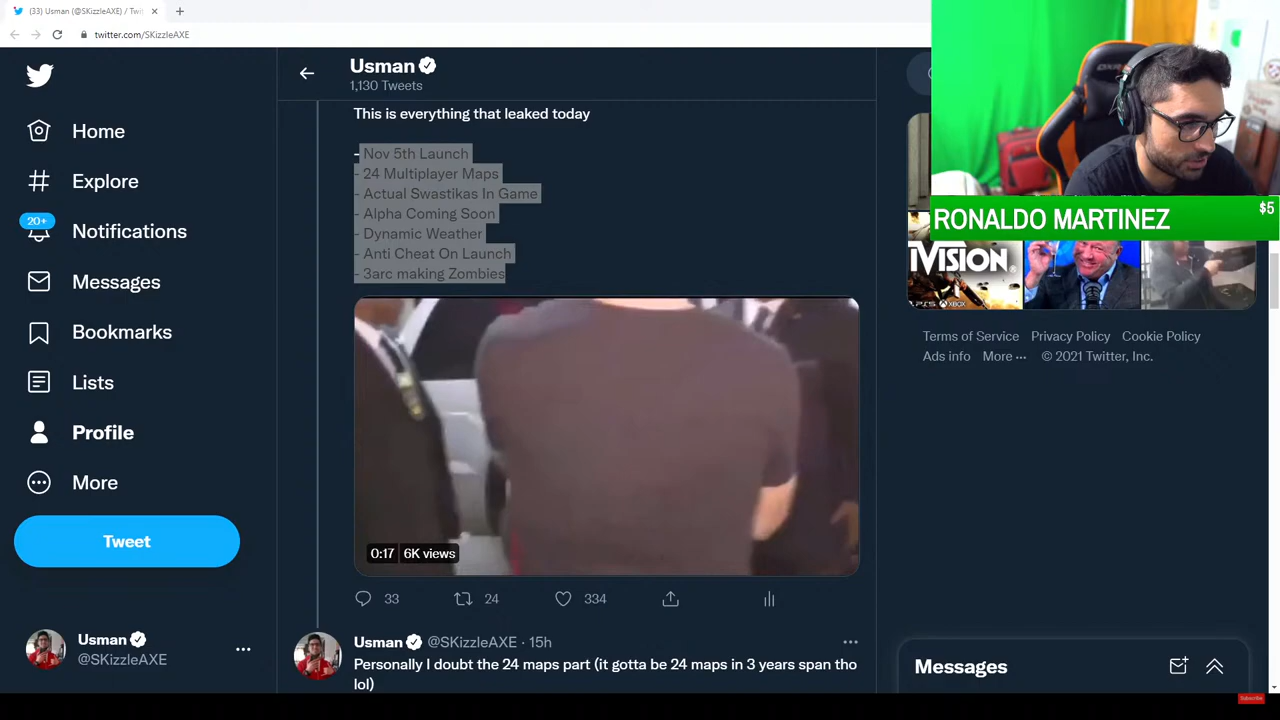 (33) Usman (@SKizzleAXE) / Twi
twitter.com/SKizzleAXE
Home
Explore
20+
Notifications
Messages
Bookmarks
Lists
Profile
More
Tweet
Usman
@SKizzleAXE
Usman
1,130 Tweets
This is everything that leaked today
- Nov 5th Launch
- 24 Multiplayer Maps
- Actual Swastikas In Game
- Alpha Coming Soon
- Dynamic Weather
- Anti Cheat On Launch
- 3arc making Zombies
0:17 6K views
33 24 334
Usman @SKizzleAXE · 15h
Personally I doubt the 24 maps part (it gotta be 24 maps in 3 years span tho
lol)
RONALDO MARTINEZ $5
IVISION
PS5 XBOX
Terms of Service Privacy Policy Cookie Policy
Ads info More ··· © 2021 Twitter, Inc.
Messages
Subscribe